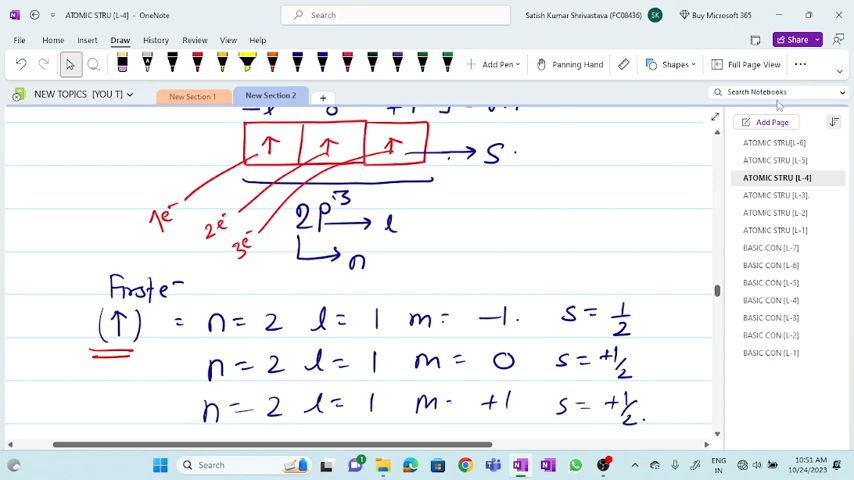 ATOMIC STRU [L-4] - OneNote
Search
Satish Kumar Shrivastava (FC08436) SK
Buy Microsoft 365
File Home Insert Draw History Review View Help
Share
Add Pen
Panning Hand
Shapes
Full Page View
NEW TOPICS [YOU T]
New Section 1
New Section 2
Search Notebooks
Add Page
ATOMIC STRU[L-6]
ATOMIC STRU [L-5]
ATOMIC STRU [L-4]
ATOMIC STRU [L-3].
ATOMIC STRU [L-2]
ATOMIC STRU [L-1]
BASIC CON [L-7]
BASIC CON [L-6]
BASIC CON [L-5]
BASIC CON [L-4]
BASIC CON [L-3]
BASIC CON [L-2]
BASIC CON [L-1]
↑ ↑ ↑ → S.
1e⁻ 2e⁻ 3e⁻
2p³ → l
→ n
First e⁻
(↑) = n = 2 l = 1 m = -1. s = 1/2
n = 2 l = 1 m = 0 s = +1/2
n = 2 l = 1 m = +1 s = +1/2.
Search
ENG
IN
10:51 AM
10/24/2023